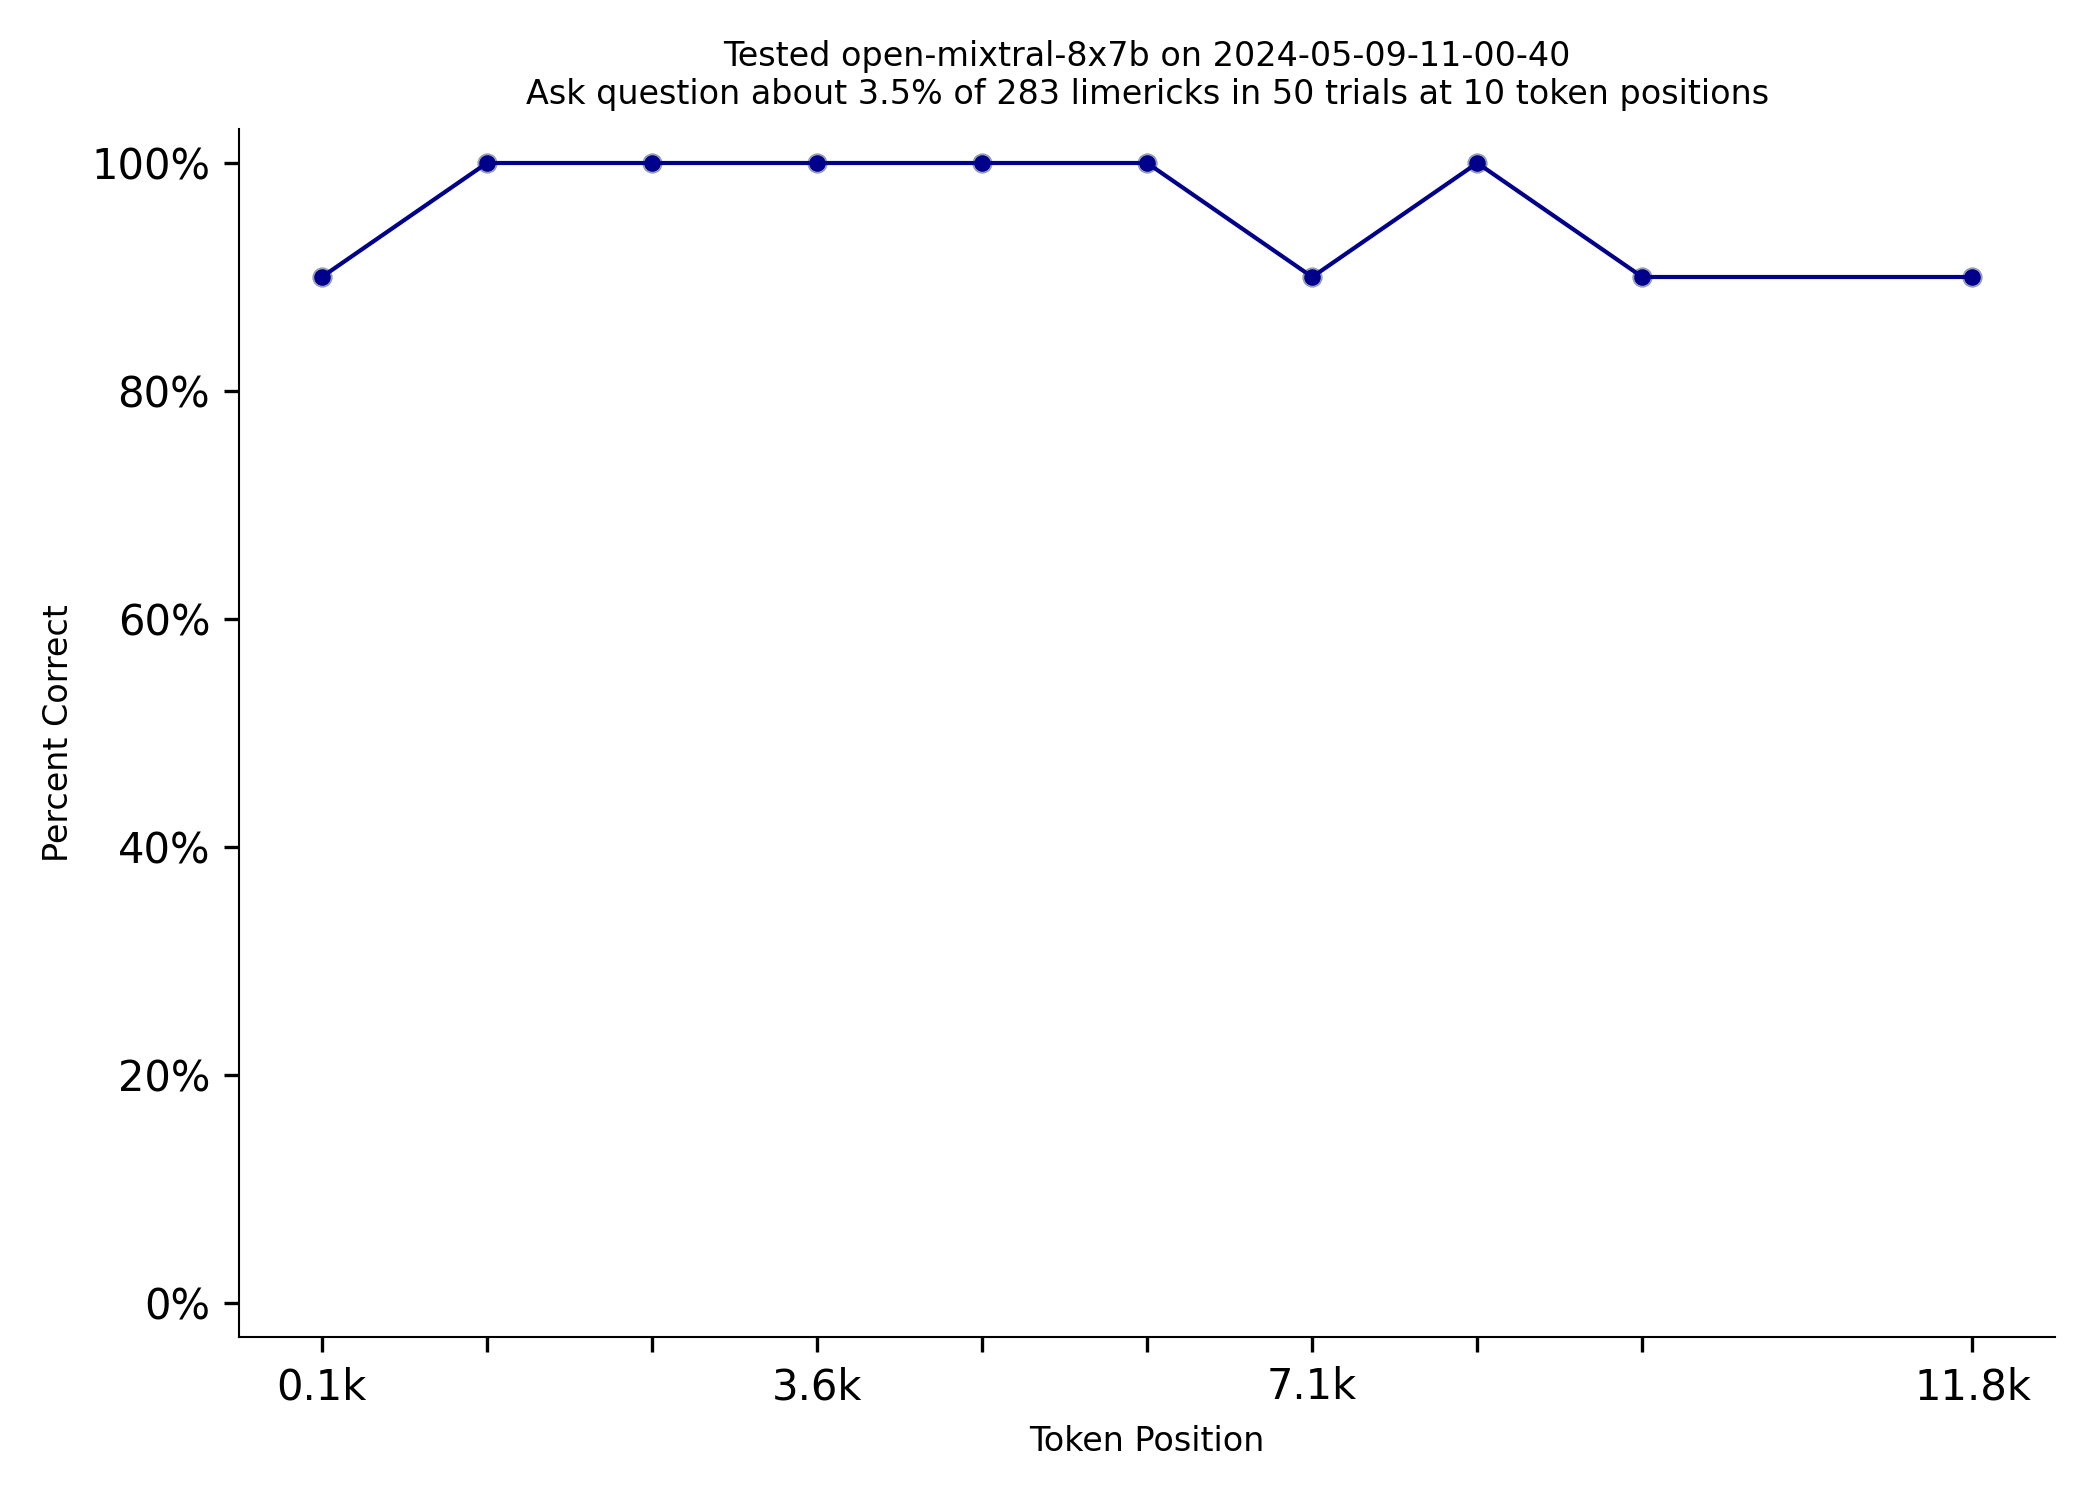 Tested open-mixtral-8x7b on 2024-05-09-11-00-40
Ask question about 3.5% of 283 limericks in 50 trials at 10 token positions
100%
80%
60%
40%
20%
0%
Percent Correct
0.1k 3.6k 7.1k 11.8k
Token Position